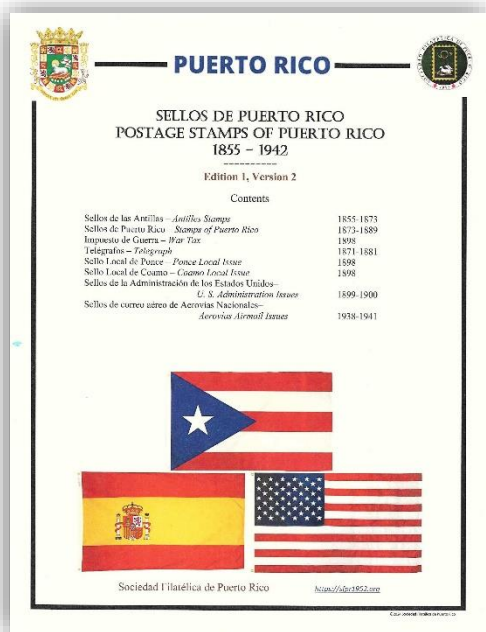 PUERTO RICO
SELLOS DE PUERTO RICO
POSTAGE STAMPS OF PUERTO RICO
1855 – 1942
----------
Edition 1, Version 2
Contents
Sellos de las Antillas – Antilles Stamps 1855-1873
Sellos de Puerto Rico – Stamps of Puerto Rico 1873-1889
Impuesto de Guerra – War Tax 1898
Telégrafos – Telegraph 1871-1881
Sello Local de Ponce – Ponce Local Issue 1898
Sello Local de Coamo – Coamo Local Issue 1898
Sellos de la Administración de los Estados Unidos–
U. S. Administration Issues 1899-1900
Sellos de correo aéreo de Aerovías Nacionales–
Aerovias Airmail Issues 1938-1941
Sociedad Filatélica de Puerto Rico https://sfpr1952.org